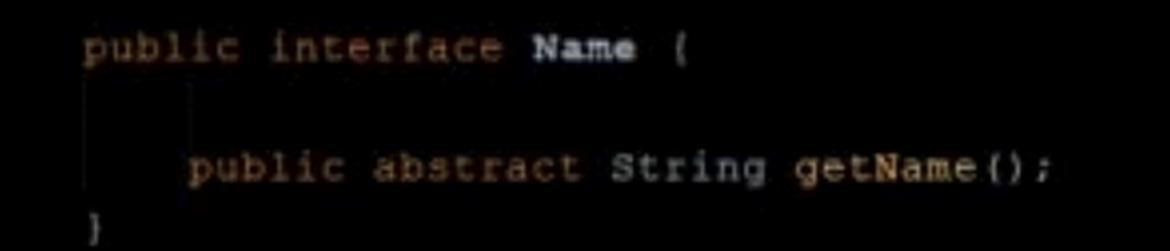 public interface Name {
public abstract String getName();
}